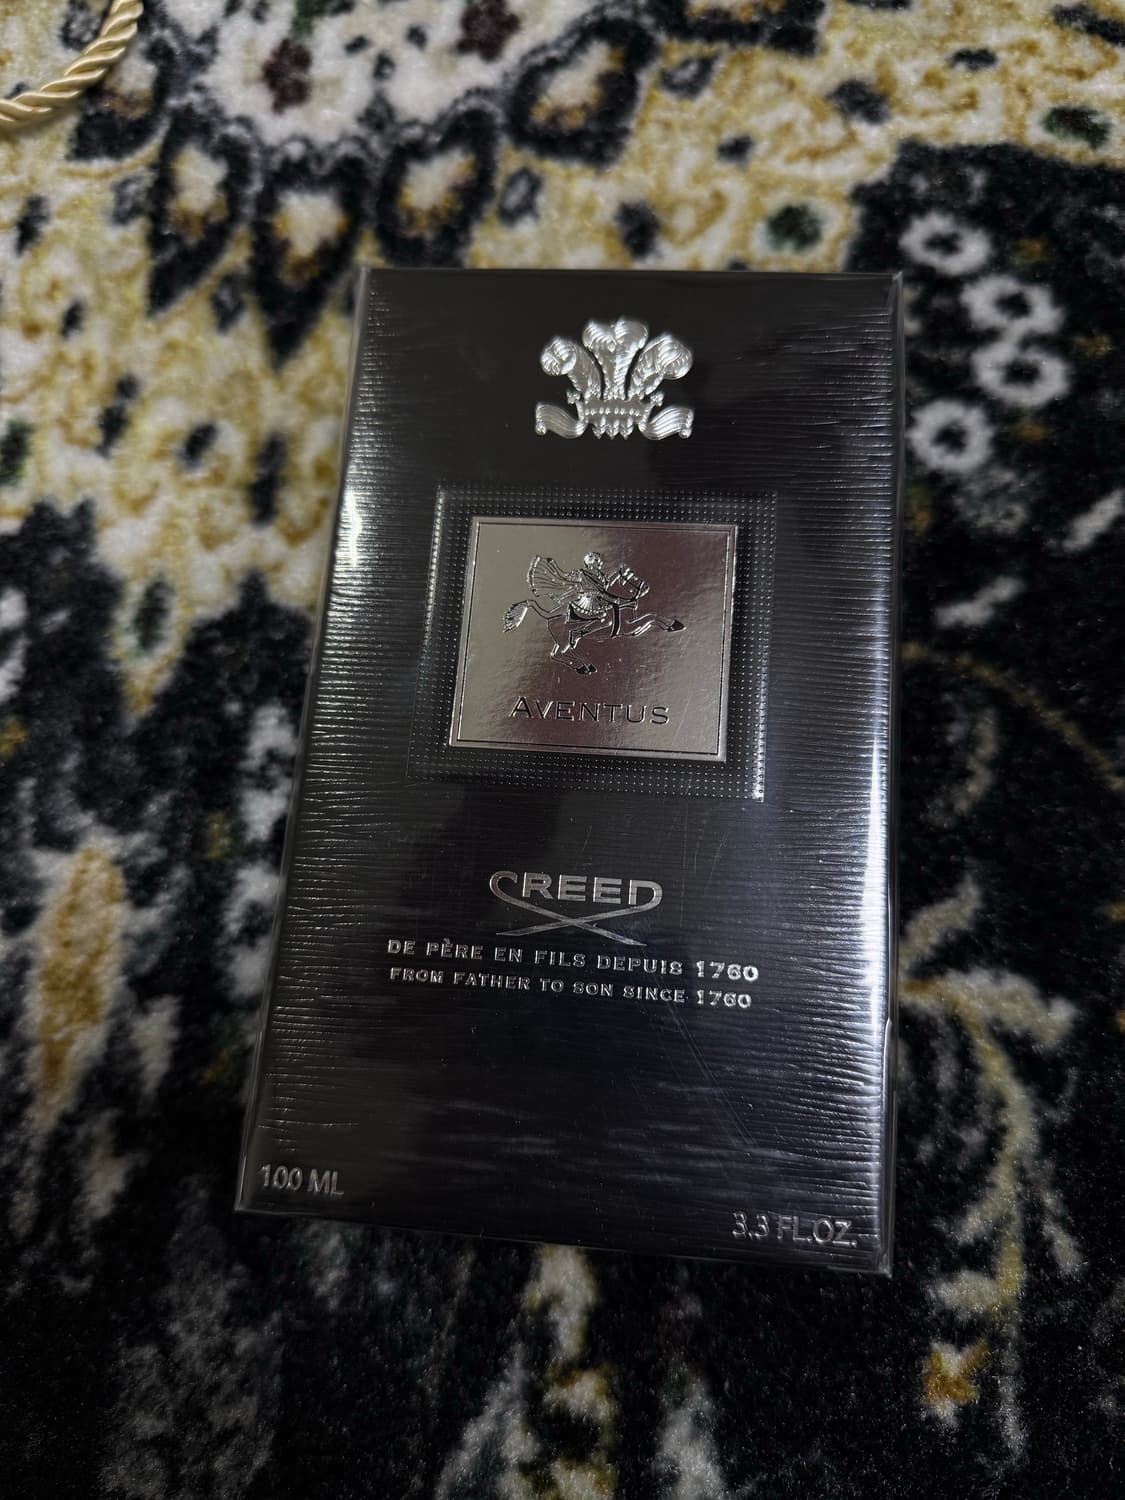 AVENTUS
CREED
DE PÈRE EN FILS DEPUIS 1760
FROM FATHER TO SON SINCE 1760
100 ML
3.3 FL.OZ.